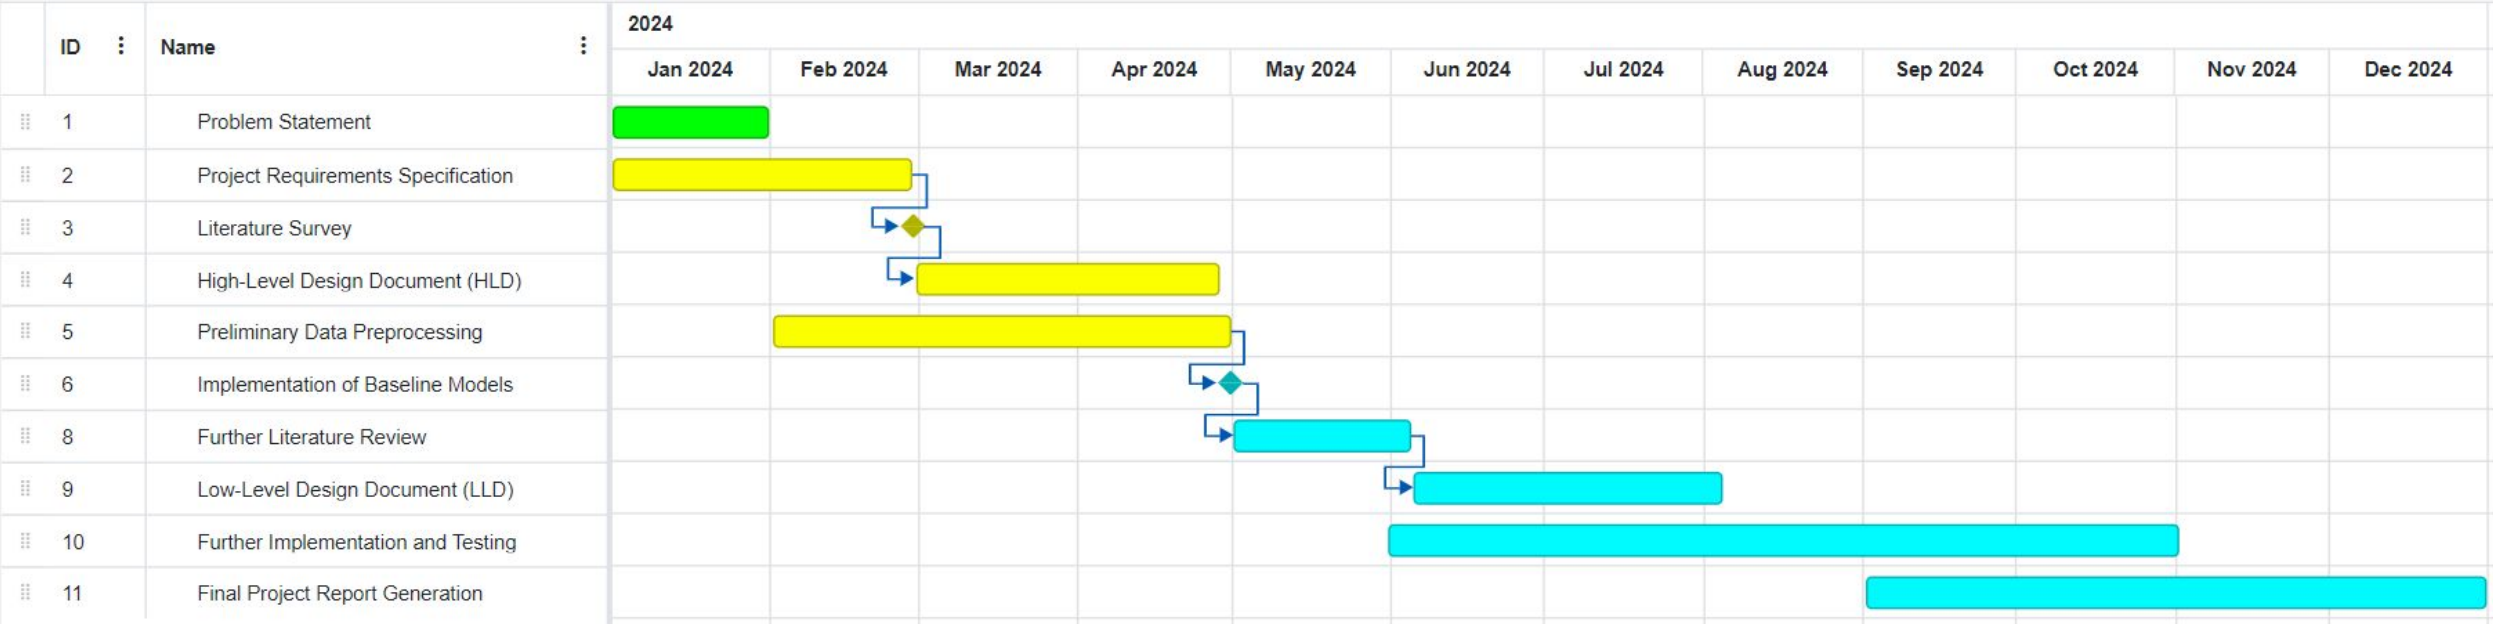 2024
ID Name
Jan 2024 Feb 2024 Mar 2024 Apr 2024 May 2024 Jun 2024 Jul 2024 Aug 2024 Sep 2024 Oct 2024 Nov 2024 Dec 2024
1 Problem Statement
2 Project Requirements Specification
3 Literature Survey
4 High-Level Design Document (HLD)
5 Preliminary Data Preprocessing
6 Implementation of Baseline Models
8 Further Literature Review
9 Low-Level Design Document (LLD)
10 Further Implementation and Testing
11 Final Project Report Generation